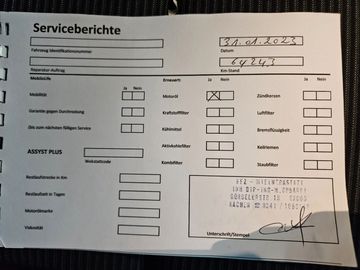 Serviceberichte
31.01.2023
Fahrzeug Identifikationsnummer
Datum
64243
Reparatur-Auftrag
Km-Stand
MobiloLife
Erneuert:
Ja Nein
Ja Nein
Ja Nein
Mobilität
Motoröl
Zündkerzen
Garantie gegen Durchrostung
Kraftstofffilter
Luftfilter
Bis zum nächsten fälligen Service
Kühlmittel
Bremsflüssigkeit
ASSYST PLUS
Aktivkohlefilter
Keilriemen
Werkstattcode
Kombifilter
Staubfilter
Restlaufstrecke in Km
Restlaufzeit in Tagen
Motorölmarke
Viskosität
Unterschrift/Stempel